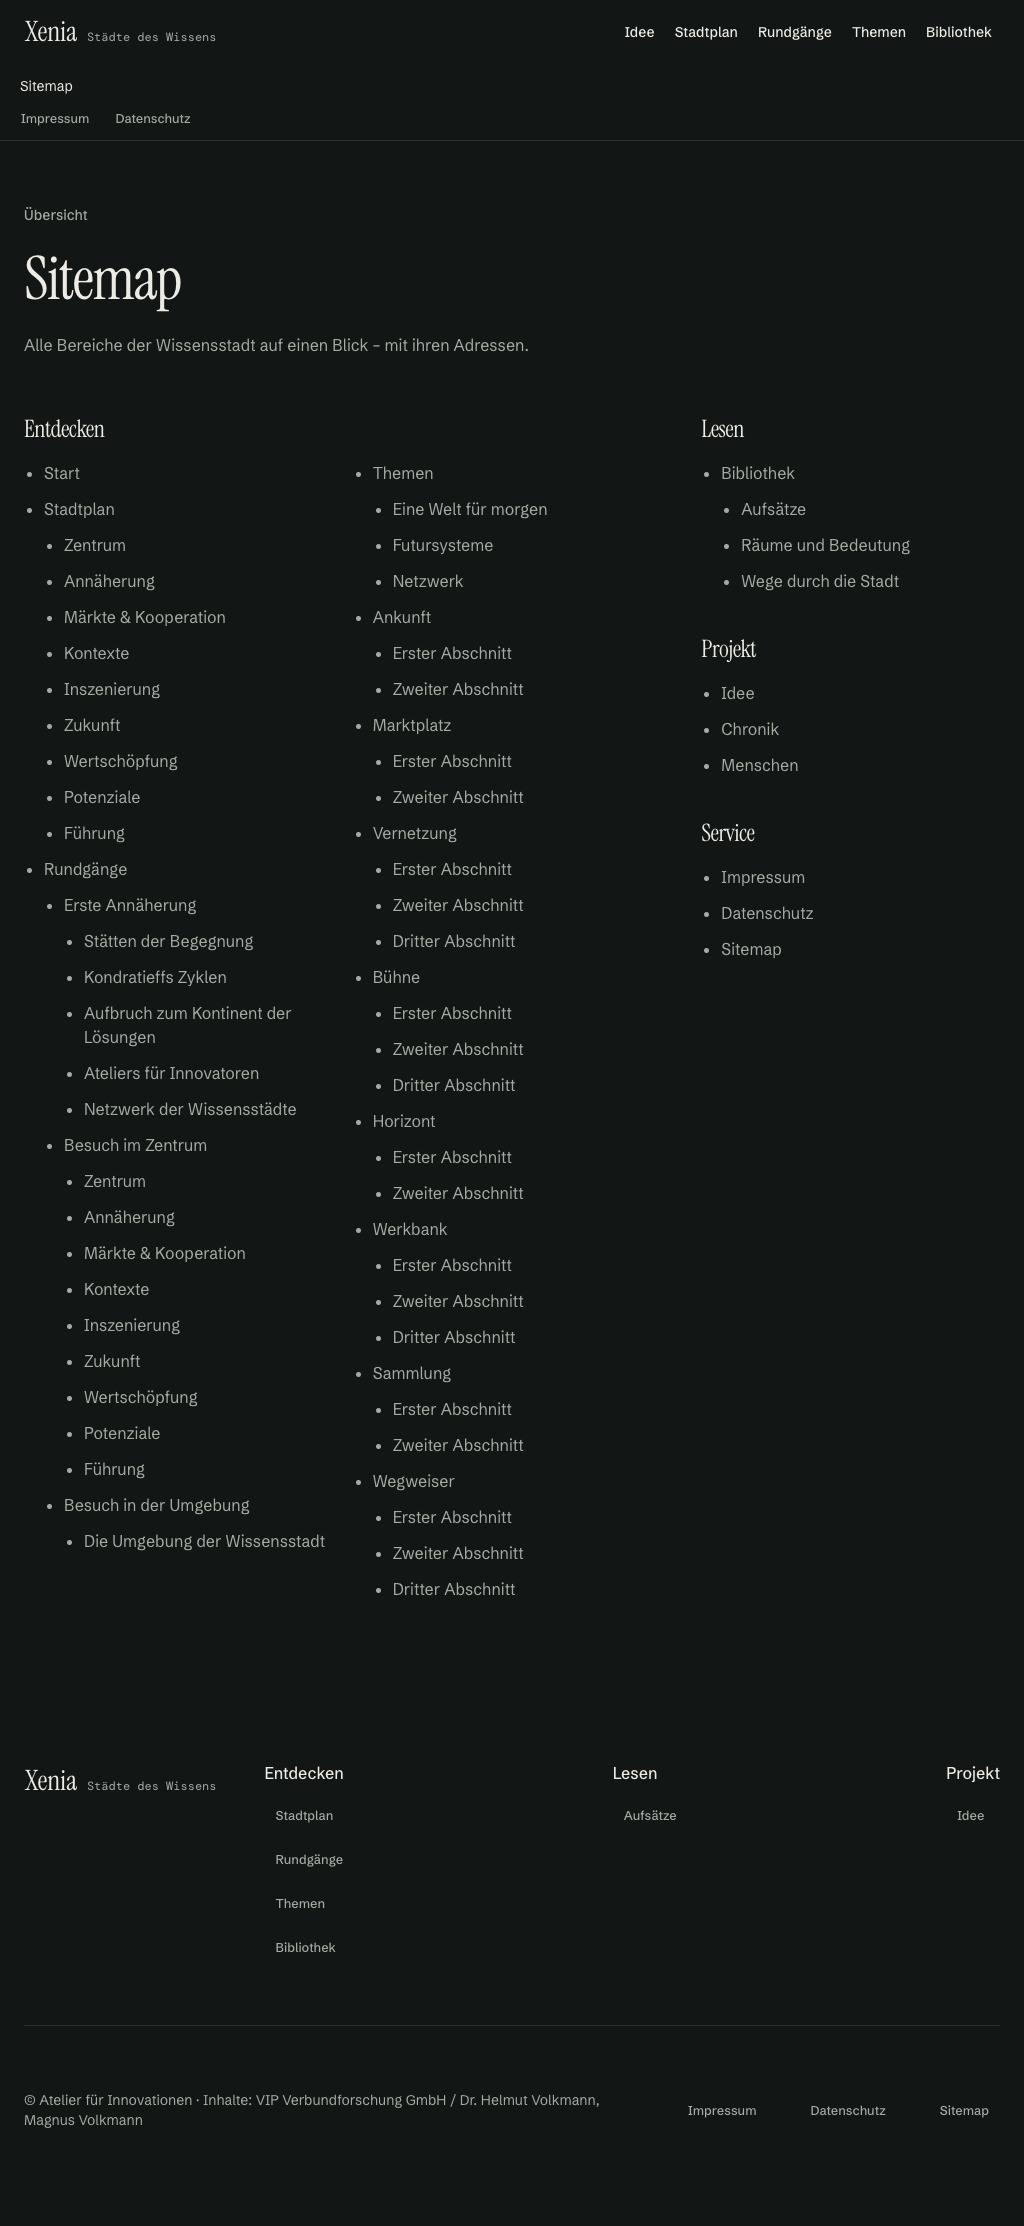 Xenia Städte des Wissens
Idee Stadtplan Rundgänge Themen Bibliothek
Sitemap
Impressum Datenschutz
Übersicht
Sitemap
Alle Bereiche der Wissensstadt auf einen Blick – mit ihren Adressen.
Entdecken
Start
Stadtplan
Zentrum
Annäherung
Märkte & Kooperation
Kontexte
Inszenierung
Zukunft
Wertschöpfung
Potenziale
Führung
Rundgänge
Erste Annäherung
Stätten der Begegnung
Kondratieffs Zyklen
Aufbruch zum Kontinent der
Lösungen
Ateliers für Innovatoren
Netzwerk der Wissensstädte
Besuch im Zentrum
Zentrum
Annäherung
Märkte & Kooperation
Kontexte
Inszenierung
Zukunft
Wertschöpfung
Potenziale
Führung
Besuch in der Umgebung
Die Umgebung der Wissensstadt
Themen
Eine Welt für morgen
Futursysteme
Netzwerk
Ankunft
Erster Abschnitt
Zweiter Abschnitt
Marktplatz
Erster Abschnitt
Zweiter Abschnitt
Vernetzung
Erster Abschnitt
Zweiter Abschnitt
Dritter Abschnitt
Bühne
Erster Abschnitt
Zweiter Abschnitt
Dritter Abschnitt
Horizont
Erster Abschnitt
Zweiter Abschnitt
Werkbank
Erster Abschnitt
Zweiter Abschnitt
Dritter Abschnitt
Sammlung
Erster Abschnitt
Zweiter Abschnitt
Wegweiser
Erster Abschnitt
Zweiter Abschnitt
Dritter Abschnitt
Lesen
Bibliothek
Aufsätze
Räume und Bedeutung
Wege durch die Stadt
Projekt
Idee
Chronik
Menschen
Service
Impressum
Datenschutz
Sitemap
Xenia Städte des Wissens
Entdecken
Stadtplan
Rundgänge
Themen
Bibliothek
Lesen
Aufsätze
Projekt
Idee
© Atelier für Innovationen · Inhalte: VIP Verbundforschung GmbH / Dr. Helmut Volkmann,
Magnus Volkmann
Impressum Datenschutz Sitemap